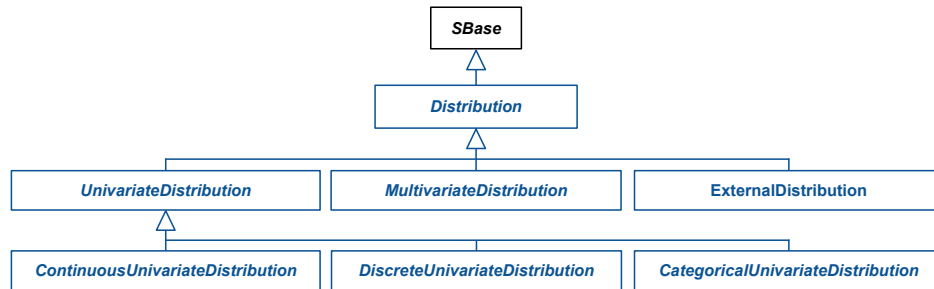 SBase
Distribution
UnivariateDistribution MultivariateDistribution ExternalDistribution
ContinuousUnivariateDistribution DiscreteUnivariateDistribution CategoricalUnivariateDistribution